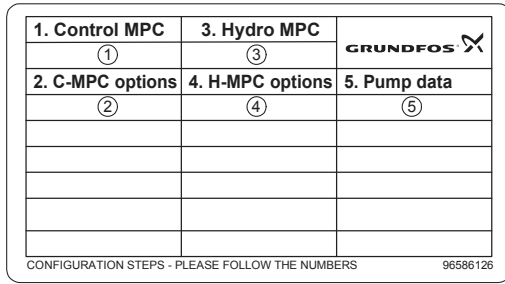 1. Control MPC 3. Hydro MPC
GRUNDFOS
1 3
2. C-MPC options 4. H-MPC options 5. Pump data
2 4 5
CONFIGURATION STEPS - PLEASE FOLLOW THE NUMBERS 96586126